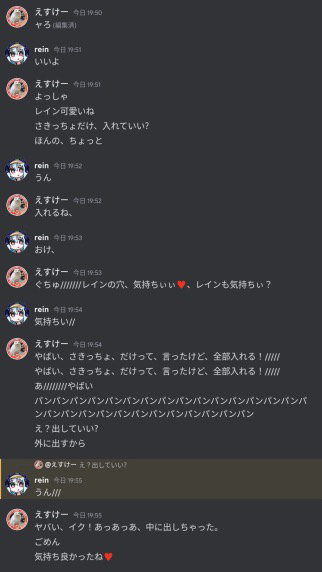 えすけー 今日 19:50
ャろ (編集済)
rein 今日 19:51
いいよ
えすけー 今日 19:51
よっしゃ
レイン可愛いね
さきっちょだけ、入れていい?
ほんの、ちょっと
rein 今日 19:52
うん
えすけー 今日 19:52
入れるね、
rein 今日 19:53
おけ、
えすけー 今日 19:53
ぐちゅ///////レインの穴、気持ちぃぃ♥、レインも気持ちぃ？
rein 今日 19:54
気持ちい//
えすけー 今日 19:54
やばい、さきっちょ、だけって、言ったけど、全部入れる！/////
やばい、さきっちょ、だけって、言ったけど、全部入れる！/////
あ////////やばい
パンパンパンパンパンパンパンパンパンパンパンパンパンパンパンパ
ンパンパンパンパンパンパンパンパンパンパンパンパン
え？出していい?
外に出すから
@えすけー え？出していい?
rein 今日 19:55
うん///
えすけー 今日 19:55
ヤバい、イク！あっあっあ、中に出しちゃった。
ごめん
気持ち良かったね♥